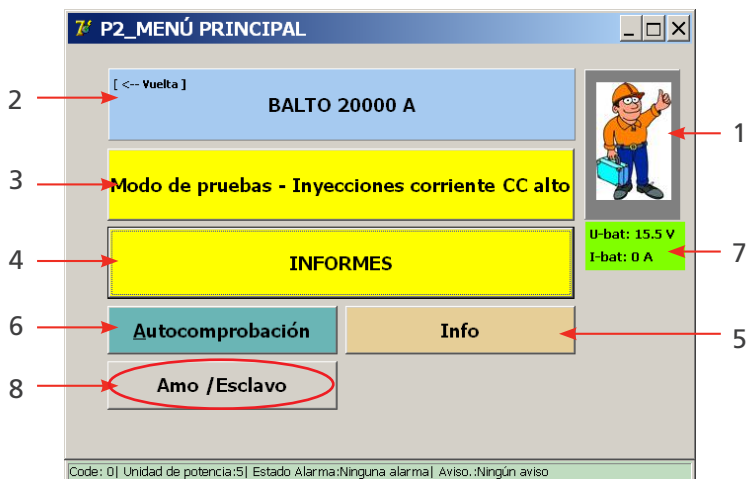 P2_MENÚ PRINCIPAL
[ <-- Vuelta ]
BALTO 20000 A
Modo de pruebas - Inyecciones corriente CC alto
INFORMES
U-bat: 15.5 V
I-bat: 0 A
Autocomprobación
Info
Amo /Esclavo
Code: 0| Unidad de potencia:5| Estado Alarma:Ninguna alarma| Aviso.:Ningún aviso
2
3
4
6
8
1
7
5